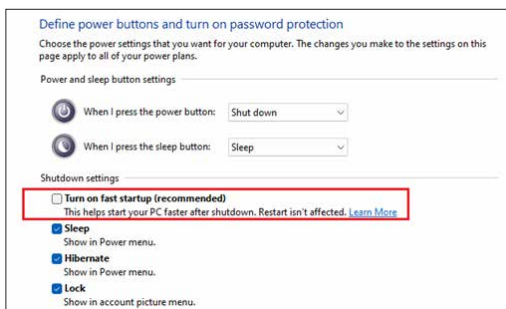 Define power buttons and turn on password protection
Choose the power settings that you want for your computer. The changes you make to the settings on this
page apply to all of your power plans.
Power and sleep button settings
When I press the power button: Shut down
When I press the sleep button: Sleep
Shutdown settings
Turn on fast startup (recommended)
This helps start your PC faster after shutdown. Restart isn't affected. Learn More
Sleep
Show in Power menu.
Hibernate
Show in Power menu.
Lock
Show in account picture menu.